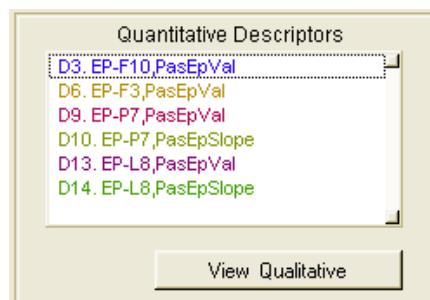 Quantitative Descriptors
D3. EP-F10,PasEpVal
D6. EP-F3,PasEpVal
D9. EP-P7,PasEpVal
D10. EP-P7,PasEpSlope
D13. EP-L8,PasEpVal
D14. EP-L8,PasEpSlope
View Qualitative